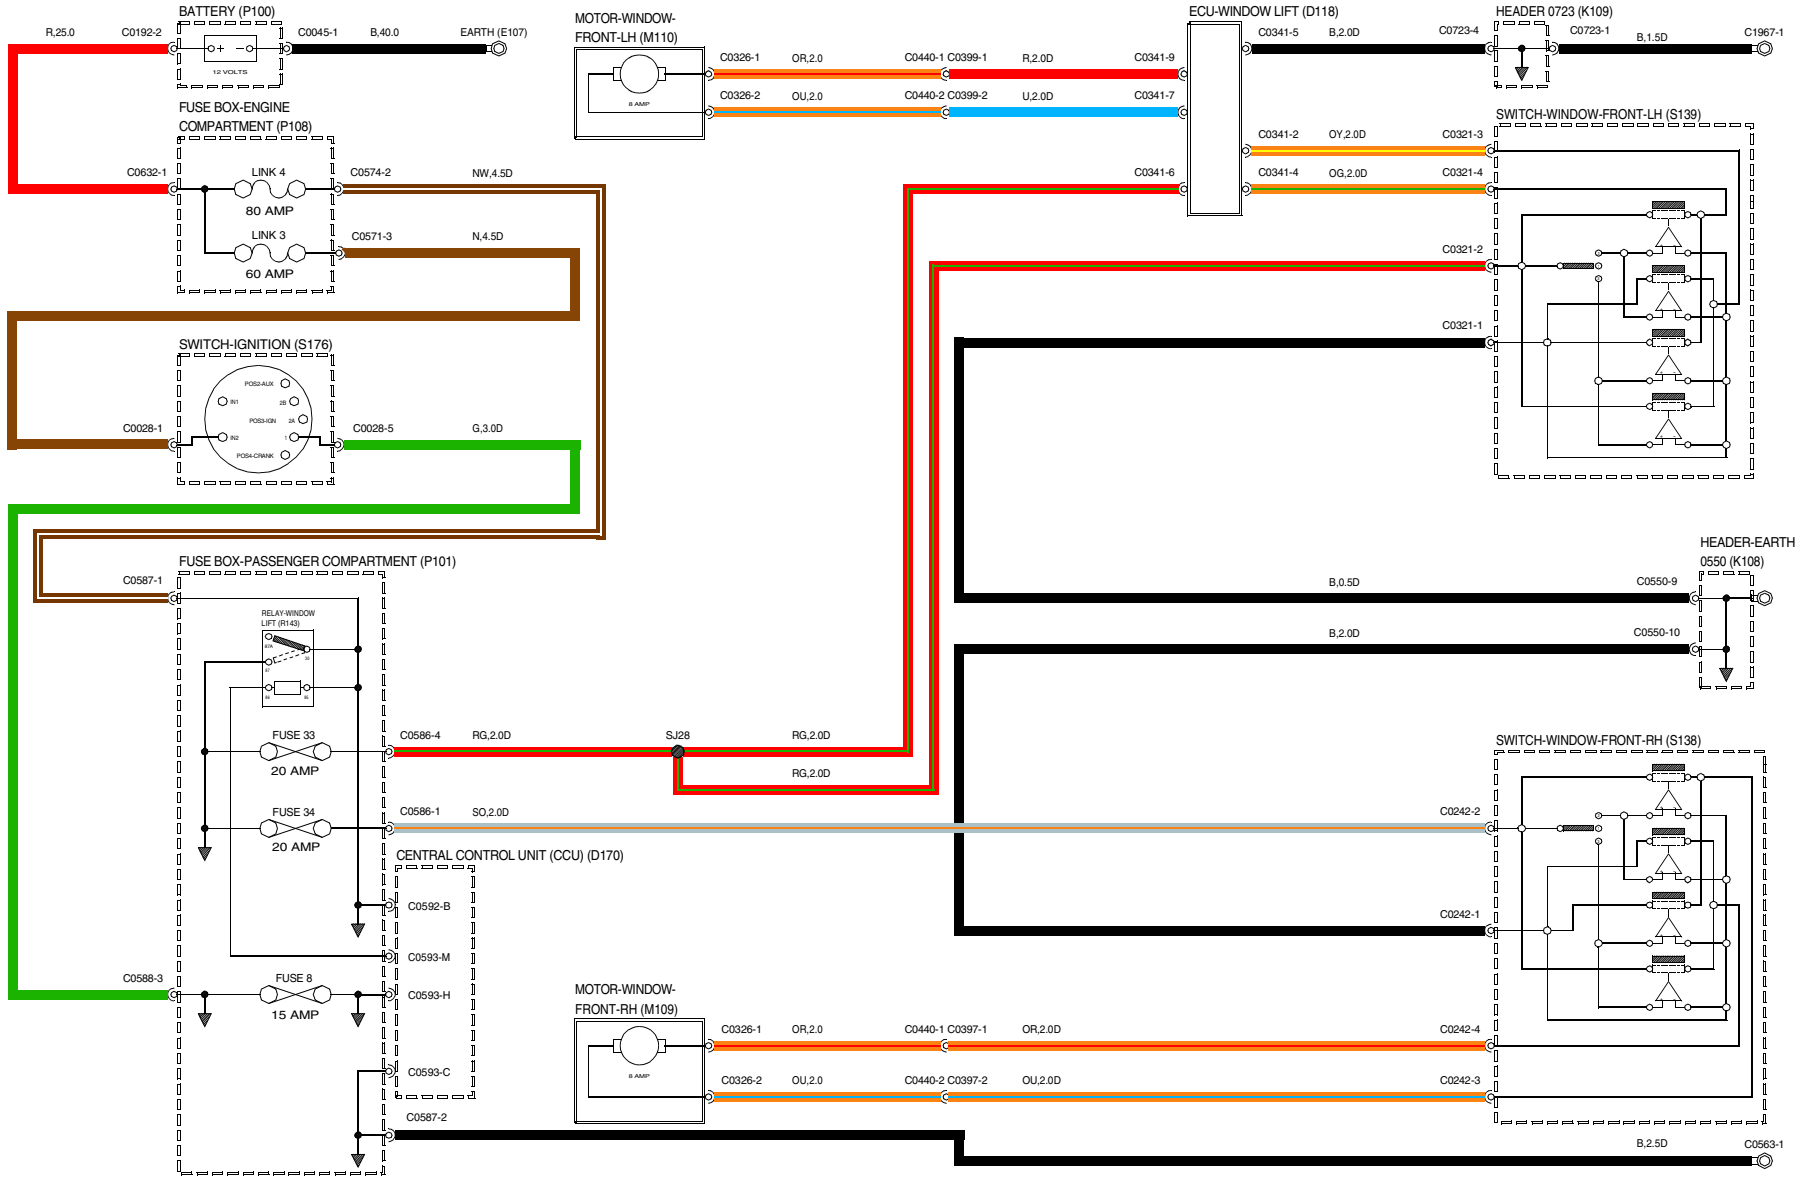 BATTERY (P100)
R,25.0
C0192-2
12 VOLTS
C0045-1
B,40.0
EARTH (E107)
MOTOR-WINDOW-
FRONT-LH (M110)
8 AMP
C0326-1
OR,2.0
C0440-1
C0399-1
R,2.0D
C0341-9
C0326-2
OU,2.0
C0440-2
C0399-2
U,2.0D
C0341-7
ECU-WINDOW LIFT (D118)
C0341-5
B,2.0D
C0723-4
HEADER 0723 (K109)
C0723-1
B,1.5D
C1967-1
FUSE BOX-ENGINE
COMPARTMENT (P108)
C0632-1
LINK 4
80 AMP
LINK 3
60 AMP
C0574-2
NW,4.5D
C0571-3
N,4.5D
C0341-6
C0341-2
OY,2.0D
C0321-3
C0341-4
OG,2.0D
C0321-4
SWITCH-WINDOW-FRONT-LH (S139)
C0321-2
C0321-1
SWITCH-IGNITION (S176)
POS2-AUX
IN1
2B
POS3-IGN
2A
IN2
1
POS4-CRANK
C0028-1
C0028-5
G,3.0D
FUSE BOX-PASSENGER COMPARTMENT (P101)
C0587-1
RELAY-WINDOW
LIFT (R143)
87A
87
FUSE 33
20 AMP
C0586-4
RG,2.0D
SJ28
RG,2.0D
RG,2.0D
FUSE 34
20 AMP
C0586-1
SO,2.0D
C0242-2
CENTRAL CONTROL UNIT (CCU) (D170)
C0592-B
C0593-M
C0593-H
C0593-C
C0588-3
FUSE 8
15 AMP
C0587-2
HEADER-EARTH
0550 (K108)
B,0.5D
C0550-9
B,2.0D
C0550-10
SWITCH-WINDOW-FRONT-RH (S138)
C0242-1
MOTOR-WINDOW-
FRONT-RH (M109)
8 AMP
C0326-1
OR,2.0
C0440-1
C0397-1
OR,2.0D
C0242-4
C0326-2
OU,2.0
C0440-2
C0397-2
OU,2.0D
C0242-3
B,2.5D
C0563-1